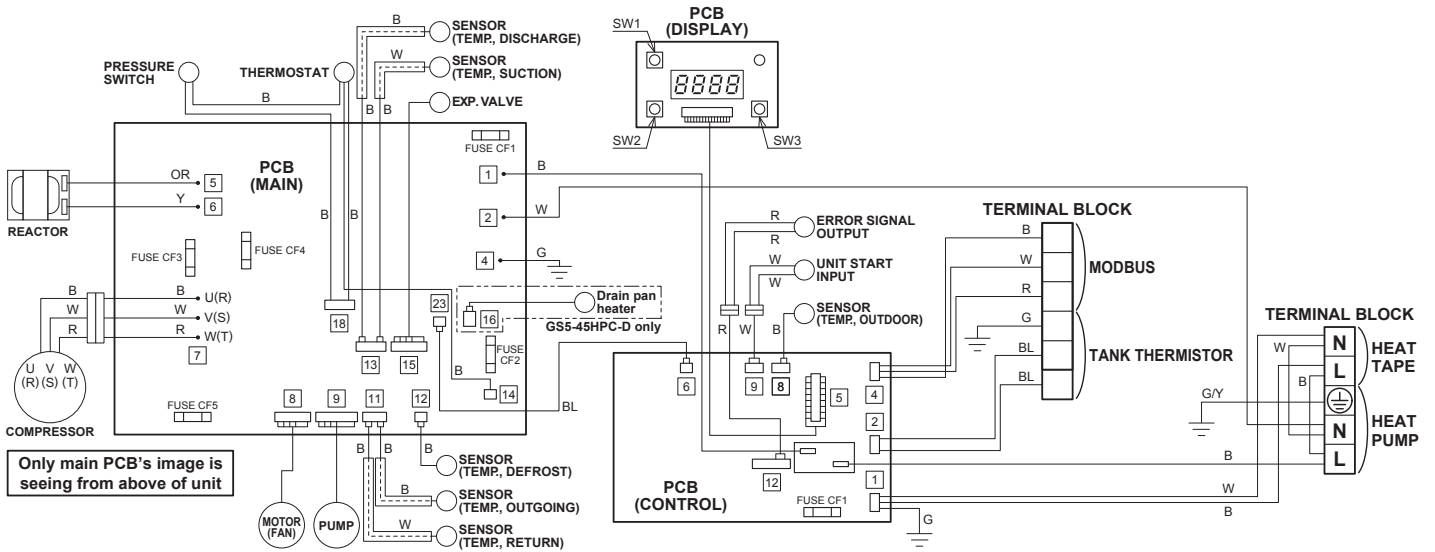 PCB
(DISPLAY)
SW1
SW2
SW3
8888
B
SENSOR
(TEMP., DISCHARGE)
W
SENSOR
(TEMP., SUCTION)
PRESSURE
SWITCH
THERMOSTAT
B
B
B
EXP. VALVE
PCB
(MAIN)
FUSE CF1
1
B
2
W
4
G
OR
5
Y
6
REACTOR
FUSE CF3
FUSE CF4
B
B
B
B
U(R)
W
W
V(S)
R
R
W(T)
7
U V W
(R) (S) (T)
COMPRESSOR
18
13
15
23
16
Drain pan
heater
GS5-45HPC-D only
FUSE
CF2
B
14
BL
FUSE CF5
8
9
11
12
B
B
B
SENSOR
(TEMP., DEFROST)
B
SENSOR
(TEMP., OUTGOING)
W
SENSOR
(TEMP., RETURN)
MOTOR
(FAN)
PUMP
Only main PCB's image is
seeing from above of unit
R
R
ERROR SIGNAL
OUTPUT
W
W
UNIT START
INPUT
SENSOR
(TEMP., OUTDOOR)
R
W
B
6
9
8
5
4
2
12
1
PCB
(CONTROL)
FUSE CF1
G
TERMINAL BLOCK
B
W
R
MODBUS
G
BL
BL
TANK THERMISTOR
TERMINAL BLOCK
W
N
L
HEAT
TAPE
B
G/Y
N
L
HEAT
PUMP
B
W
B